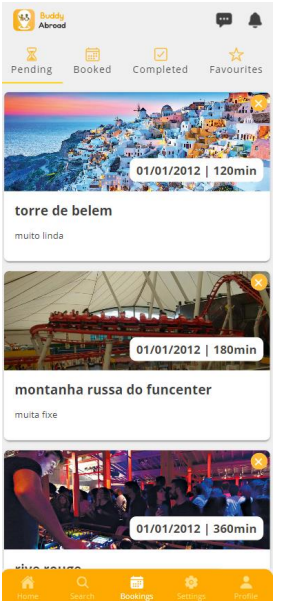 Buddy
Abroad
Pending Booked Completed Favourites
01/01/2012 | 120min
torre de belem
muito linda
01/01/2012 | 180min
montanha russa do funcenter
muita fixe
01/01/2012 | 360min
rive rouge
Home Search Bookings Settings Profile